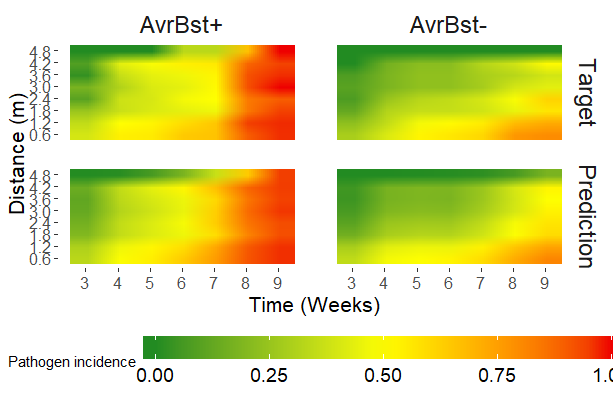 AvrBst+ AvrBst-
Distance (m)
4.8
4.2
3.6
3.0
2.4
1.8
1.2
0.6
Target
4.8
4.2
3.6
3.0
2.4
1.8
1.2
0.6
Prediction
3 4 5 6 7 8 9 3 4 5 6 7 8 9
Time (Weeks)
Pathogen incidence
0.00 0.25 0.50 0.75 1.0